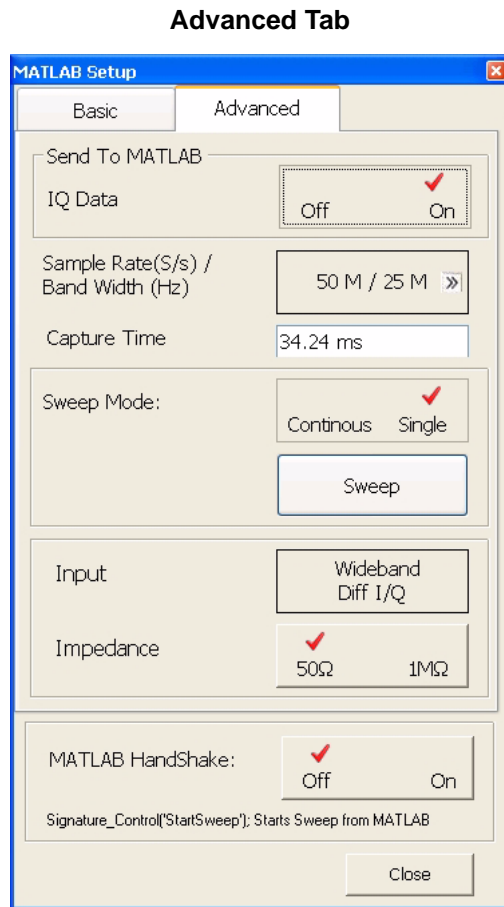 Advanced Tab
MATLAB Setup
Basic Advanced
Send To MATLAB
IQ Data
Off On
Sample Rate(S/s) /
Band Width (Hz)
50 M / 25 M »
Capture Time
34.24 ms
Sweep Mode:
Continous Single
Sweep
Input
Wideband
Diff I/Q
Impedance
50Ω 1MΩ
MATLAB HandShake:
Off On
Signature_Control('StartSweep'); Starts Sweep from MATLAB
Close